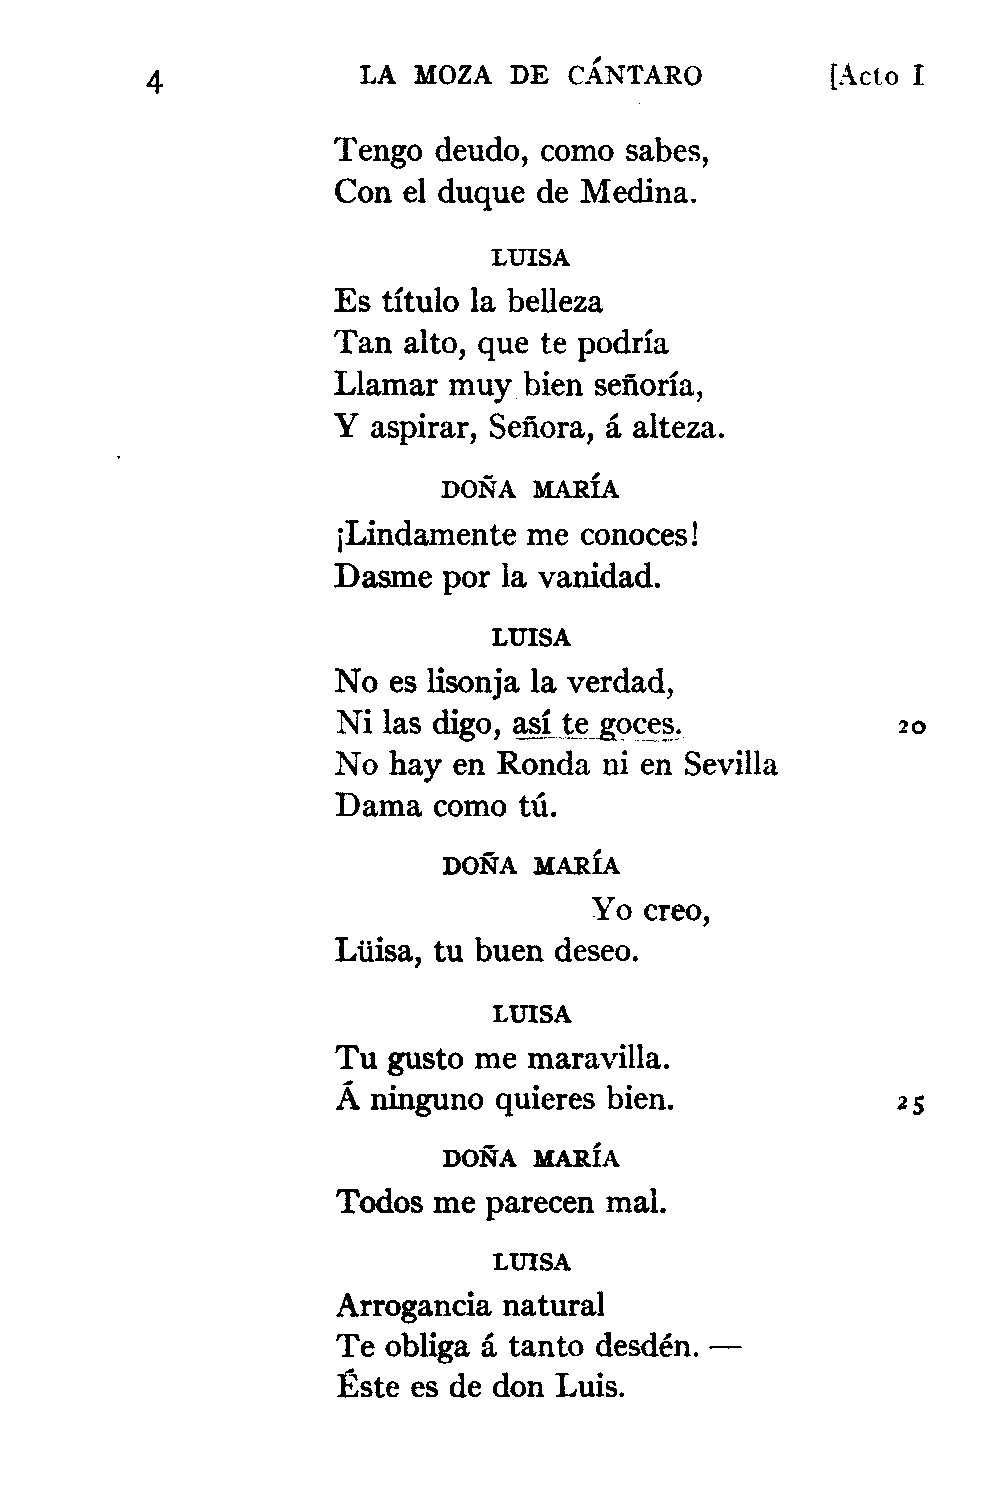 4 LA MOZA DE CÁNTARO [Acto I
Tengo deudo, como sabes,
Con el duque de Medina.
LUISA
Es título la belleza
Tan alto, que te podría
Llamar muy bien señoría,
Y aspirar, Señora, á alteza.
DOÑA MARÍA
¡Lindamente me conoces!
Dasme por la vanidad.
LUISA
No es lisonja la verdad,
Ni las digo, así te goces. 20
No hay en Ronda ni en Sevilla
Dama como tú.
DOÑA MARÍA
Yo creo,
Lüisa, tu buen deseo.
LUISA
Tu gusto me maravilla.
Á ninguno quieres bien. 25
DOÑA MARÍA
Todos me parecen mal.
LUISA
Arrogancia natural
Te obliga á tanto desdén. —
Éste es de don Luis.